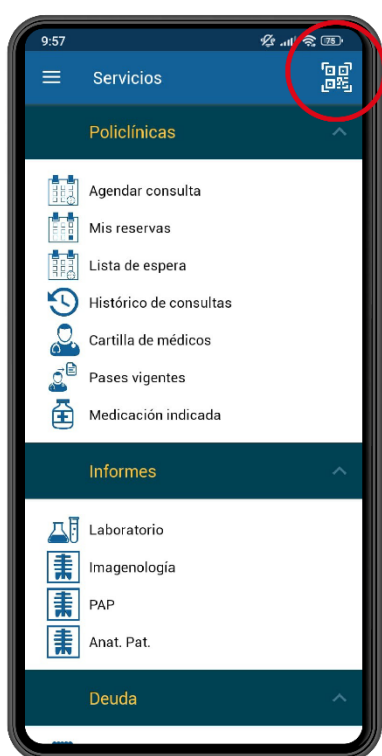 9:57
75
Servicios
Policlínicas
Agendar consulta
Mis reservas
Lista de espera
Histórico de consultas
Cartilla de médicos
Pases vigentes
Medicación indicada
Informes
Laboratorio
Imagenología
PAP
Anat. Pat.
Deuda